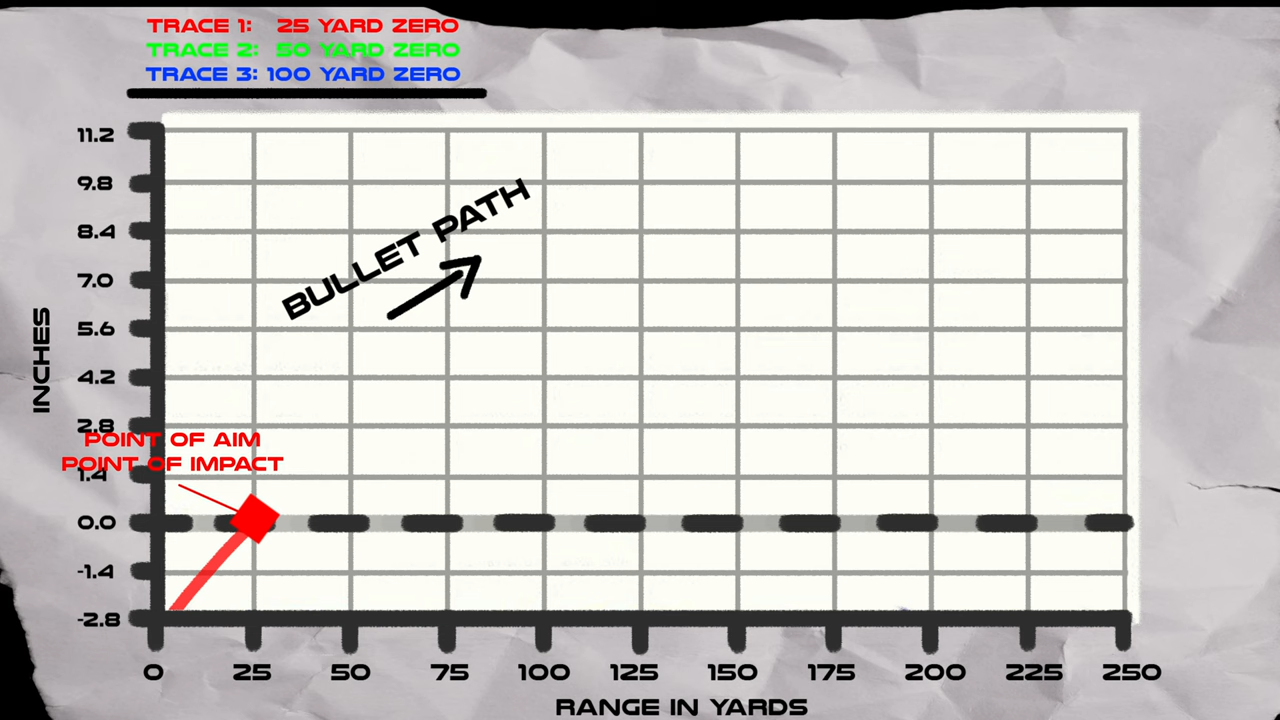 TRACE 1: 25 YARD ZERO
TRACE 2: 50 YARD ZERO
TRACE 3: 100 YARD ZERO
11.2
9.8
8.4
7.0
5.6
4.2
2.8
1.4
0.0
-1.4
-2.8
INCHES
BULLET PATH
POINT OF AIM
POINT OF IMPACT
0 25 50 75 100 125 150 175 200 225 250
RANGE IN YARDS